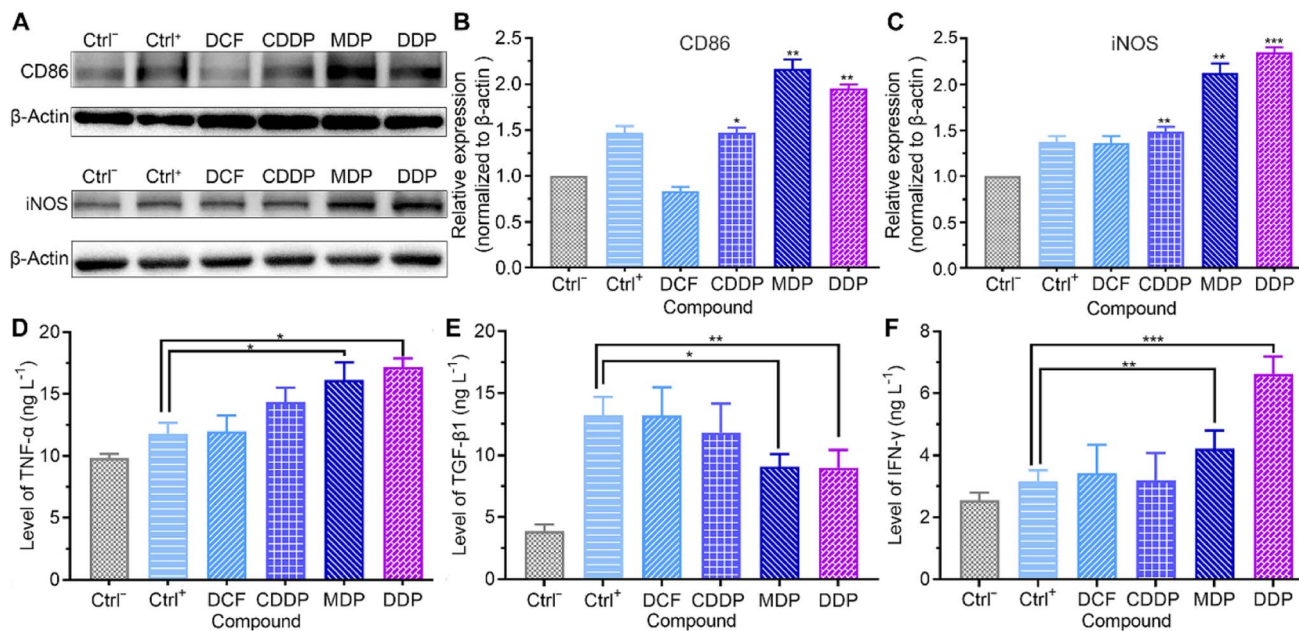 A
Ctrl⁻ Ctrl⁺ DCF CDDP MDP DDP
CD86
β-Actin
Ctrl⁻ Ctrl⁺ DCF CDDP MDP DDP
iNOS
β-Actin
B
CD86
Relative expression
(normalized to β-actin)
2.5
2.0
1.5
1.0
0.5
0.0
*
**
**
Ctrl⁻ Ctrl⁺ DCF CDDP MDP DDP
Compound
C
iNOS
Relative expression
(normalized to β-actin)
2.5
2.0
1.5
1.0
0.5
0.0
**
**
***
Ctrl⁻ Ctrl⁺ DCF CDDP MDP DDP
Compound
D
Level of TNF-α (ng L⁻¹)
20
15
10
5
0
*
*
Ctrl⁻ Ctrl⁺ DCF CDDP MDP DDP
Compound
E
Level of TGF-β1 (ng L⁻¹)
20
15
10
5
0
**
*
Ctrl⁻ Ctrl⁺ DCF CDDP MDP DDP
Compound
F
Level of IFN-γ (ng L⁻¹)
8
6
4
2
0
***
**
Ctrl⁻ Ctrl⁺ DCF CDDP MDP DDP
Compound